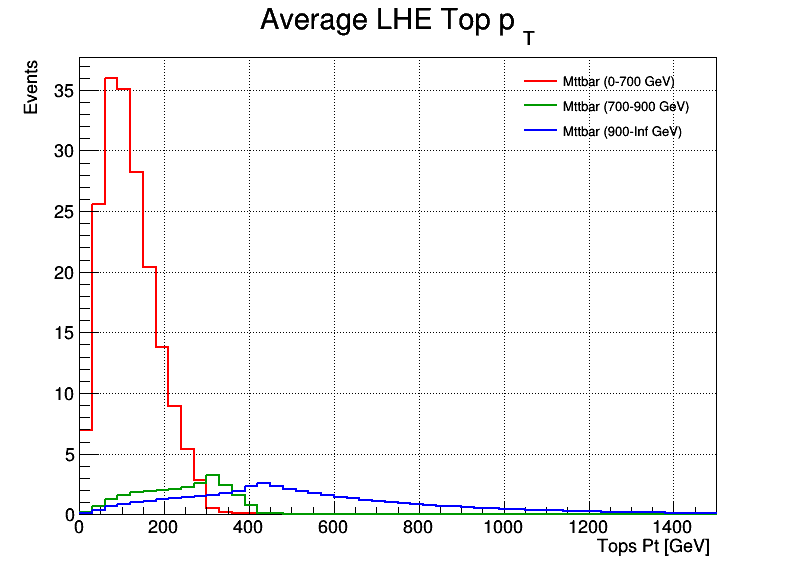 Average LHE Top p T
Events
Mttbar (0-700 GeV)
Mttbar (700-900 GeV)
Mttbar (900-Inf GeV)
35
30
25
20
15
10
5
0
0 200 400 600 800 1000 1200 1400
Tops Pt [GeV]